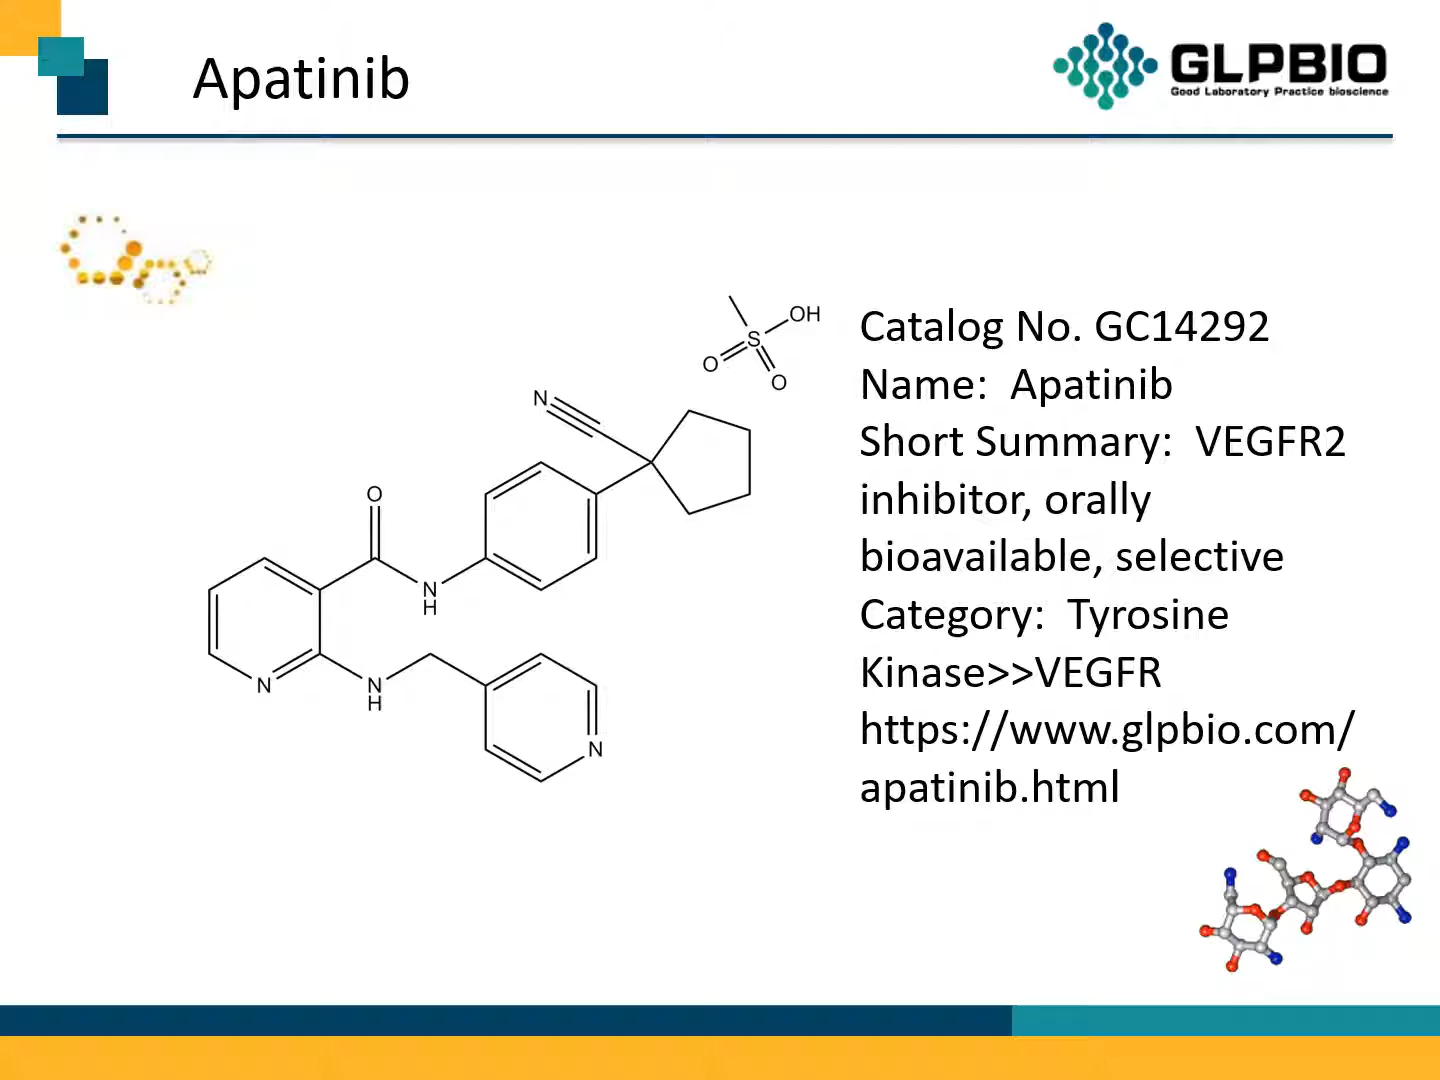 Apatinib
GLPBIO
Good Laboratory Practice bioscience
OH
S
O
O
N
O
N
H
N
N
H
N
Catalog No. GC14292
Name:  Apatinib
Short Summary:  VEGFR2
inhibitor, orally
bioavailable, selective
Category:  Tyrosine
Kinase>>VEGFR
https://www.glpbio.com/
apatinib.html